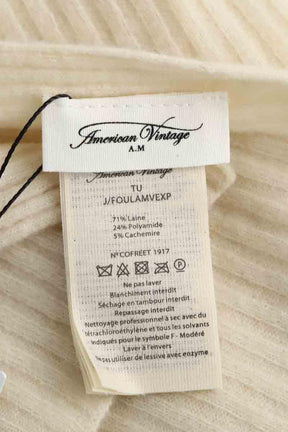 American Vintage
A.M
American Vintage
TU
J/FOULAMVEXP
71% Laine
24% Polyamide
5% Cachemire
N°COFREET 1917
Ne pas laver
Blanchiment interdit
Séchage en tambour interdit
Repassage interdit
Nettoyage professionnel à sec avec du
tétrachloroéthylène et tous les solvants
Indiqués pour le symbole F - Modéré
Laver à l'envers
Ne pas utiliser de lessive avec enzyme